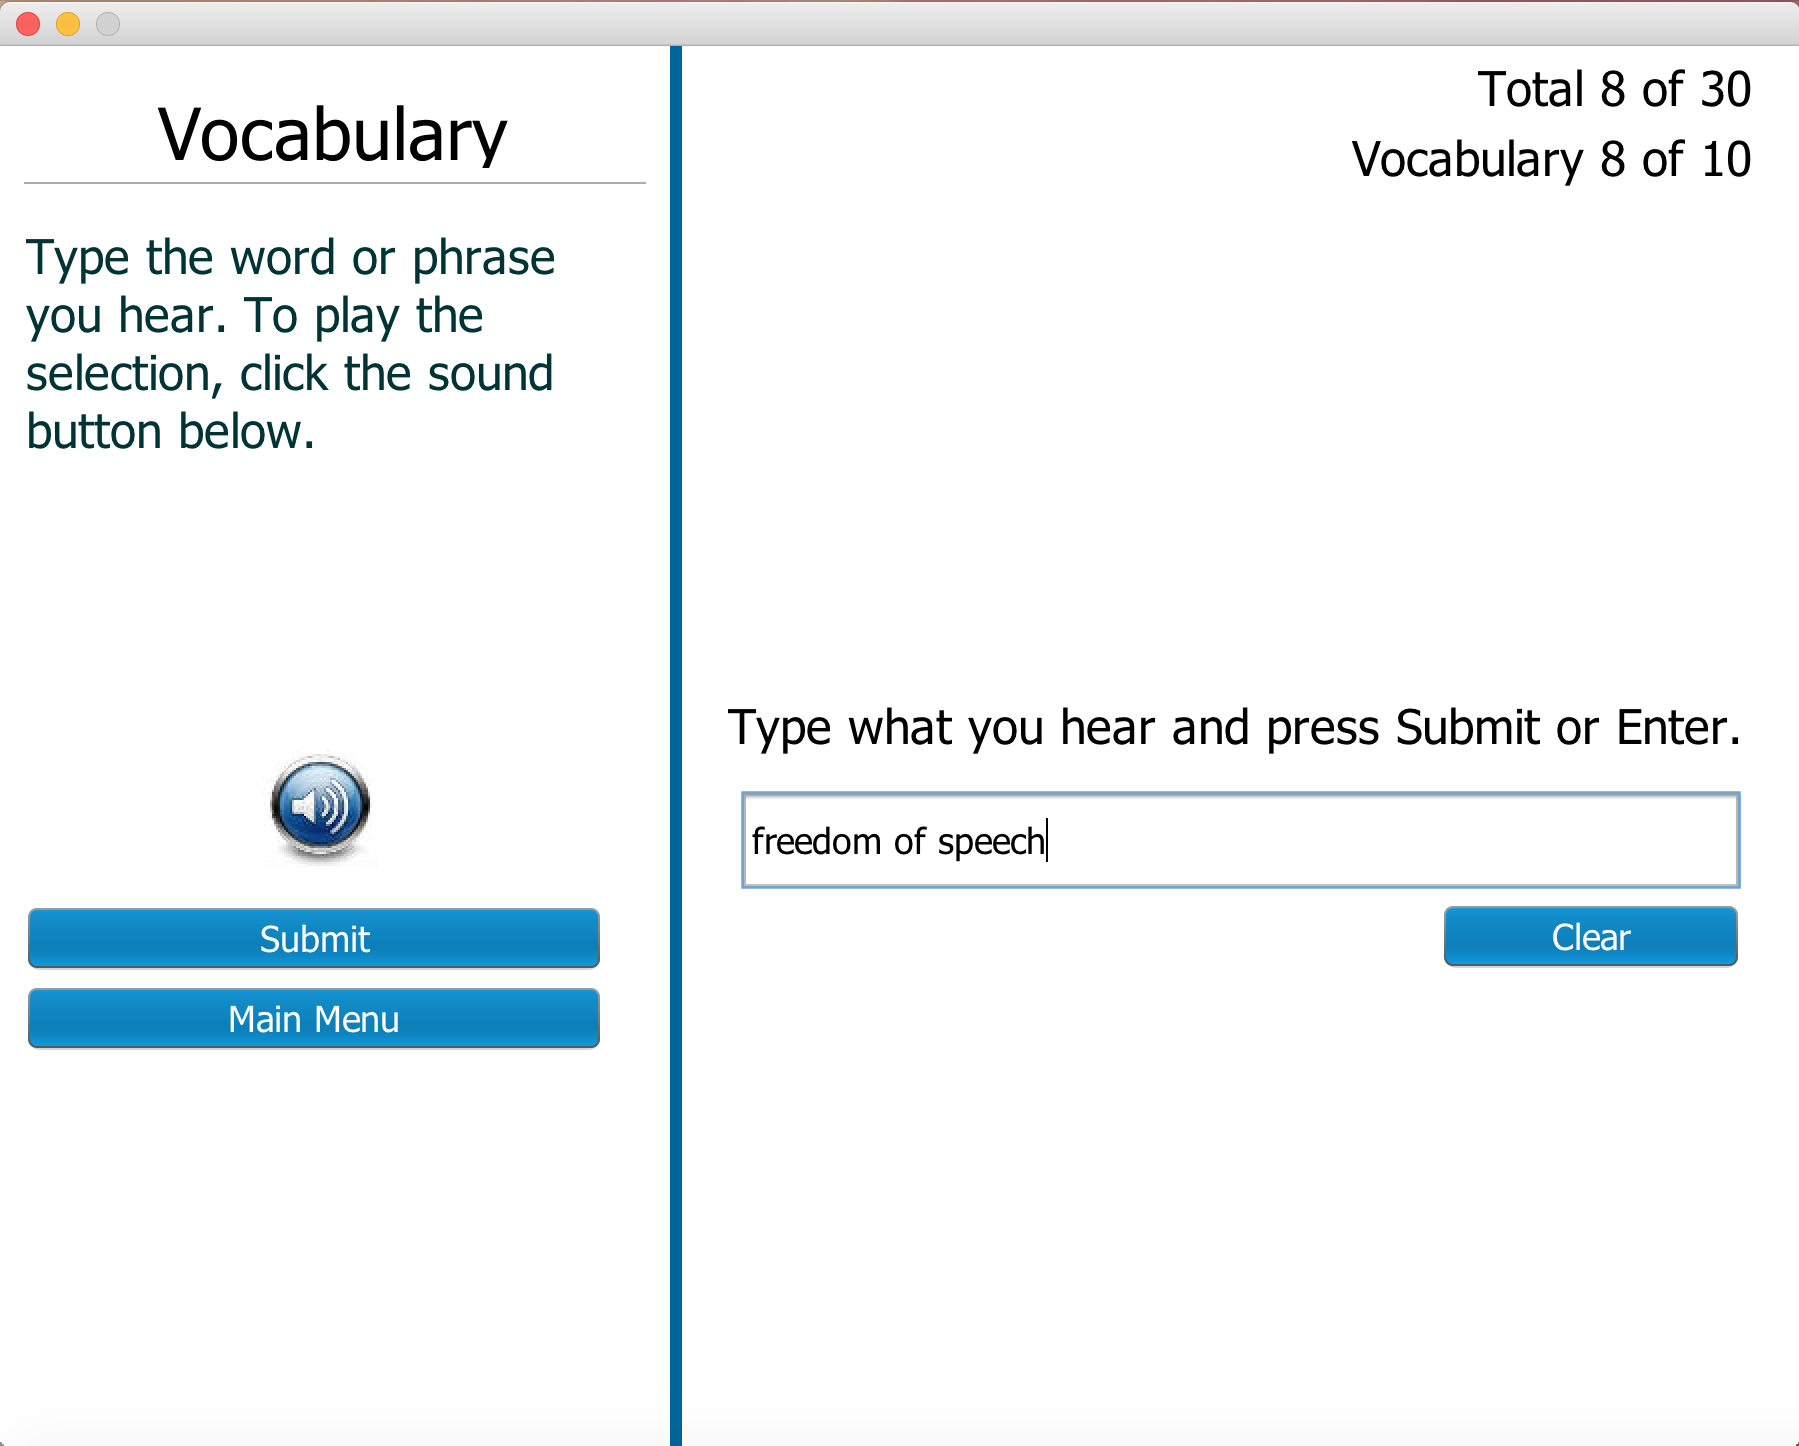 Vocabulary
Type the word or phrase
you hear. To play the
selection, click the sound
button below.
Submit
Main Menu
Total 8 of 30
Vocabulary 8 of 10
Type what you hear and press Submit or Enter.
freedom of speech
Clear